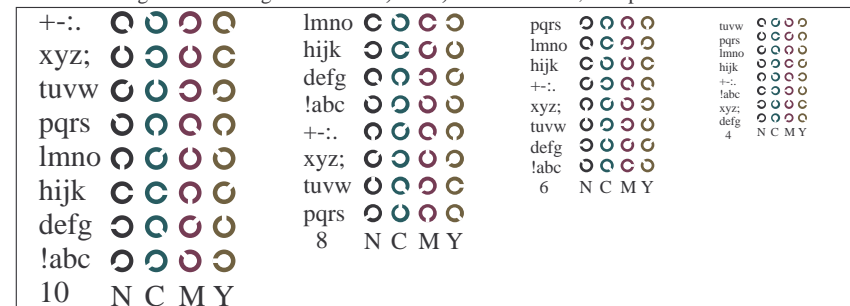 +-:.
xyz;
tuvw
pqrs
lmno
hijk
defg
!abc
10 N C M Y
lmno
hijk
defg
!abc
+-:.
xyz;
tuvw
pqrs
8 N C M Y
pqrs
lmno
hijk
+-:.
xyz;
tuvw
defg
!abc
6 N C M Y
tuvw
pqrs
lmno
hijk
+-:.
!abc
xyz;
defg
4 N C M Y